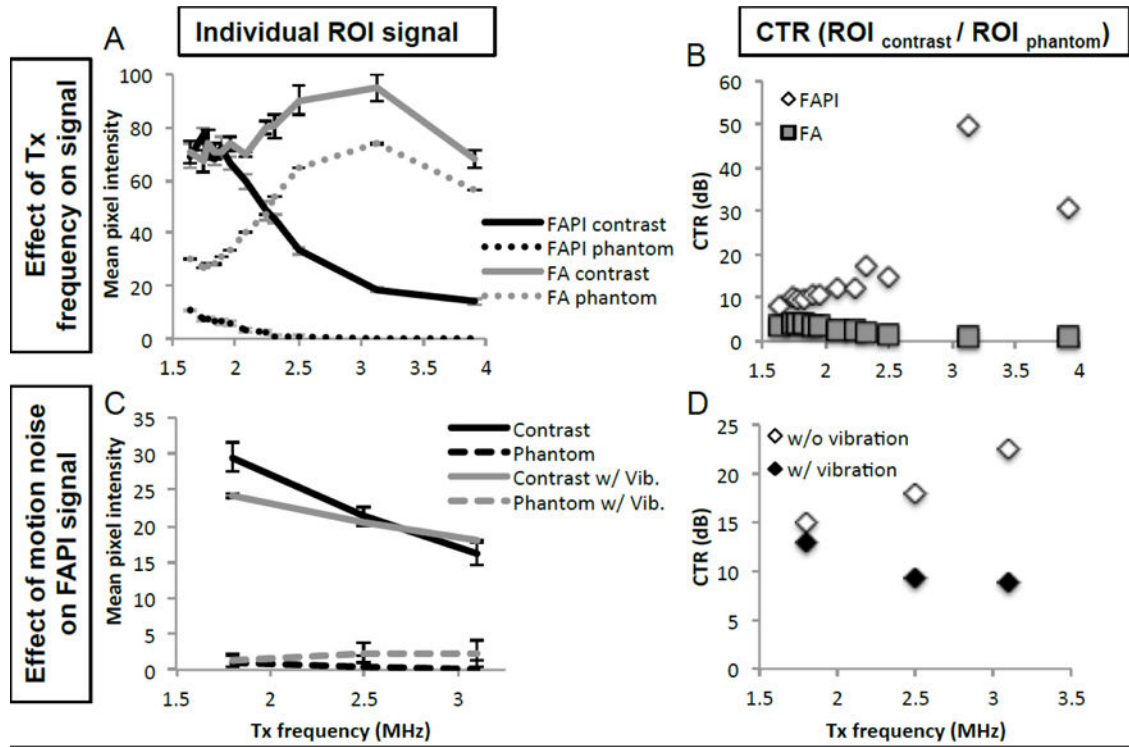 Individual ROI signal
CTR (ROI contrast / ROI phantom)
Effect of Tx
frequency on signal
A
100
80
60
40
20
0
Mean pixel intensity
1.5 2 2.5 3 3.5 4
FAPI contrast
FAPI phantom
FA contrast
FA phantom
B
60
50
40
30
20
10
0
CTR (dB)
1.5 2 2.5 3 3.5 4
FAPI
FA
Effect of motion noise
on FAPI signal
C
35
30
25
20
15
10
5
0
Mean pixel intensity
1.5 2 2.5 3
Tx frequency (MHz)
Contrast
Phantom
Contrast w/ Vib.
Phantom w/ Vib.
D
25
20
15
10
5
0
CTR (dB)
1.5 2 2.5 3 3.5
Tx frequency (MHz)
w/o vibration
w/ vibration